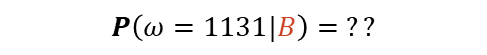 P(ω = 1131|B) = ??